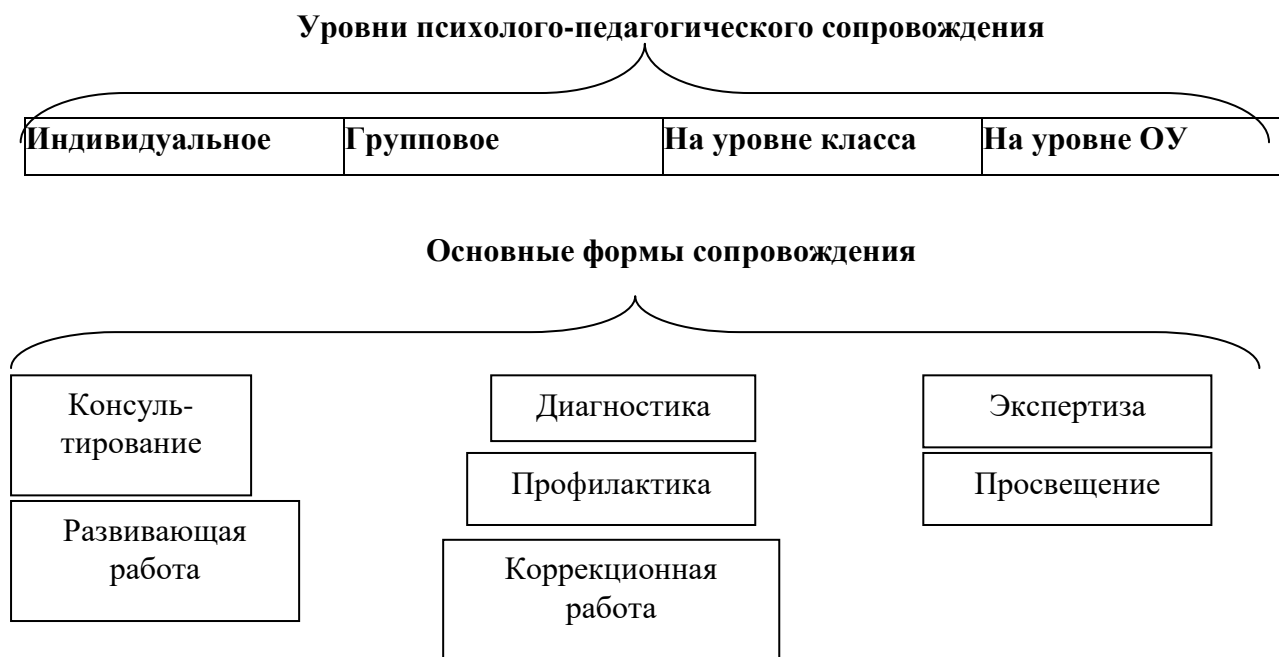 Уровни психолого-педагогического сопровождения
Индивидуальное
Групповое
На уровне класса
На уровне ОУ
Основные формы сопровождения
Консуль-
тирование
Развивающая
работа
Диагностика
Профилактика
Коррекционная
работа
Экспертиза
Просвещение